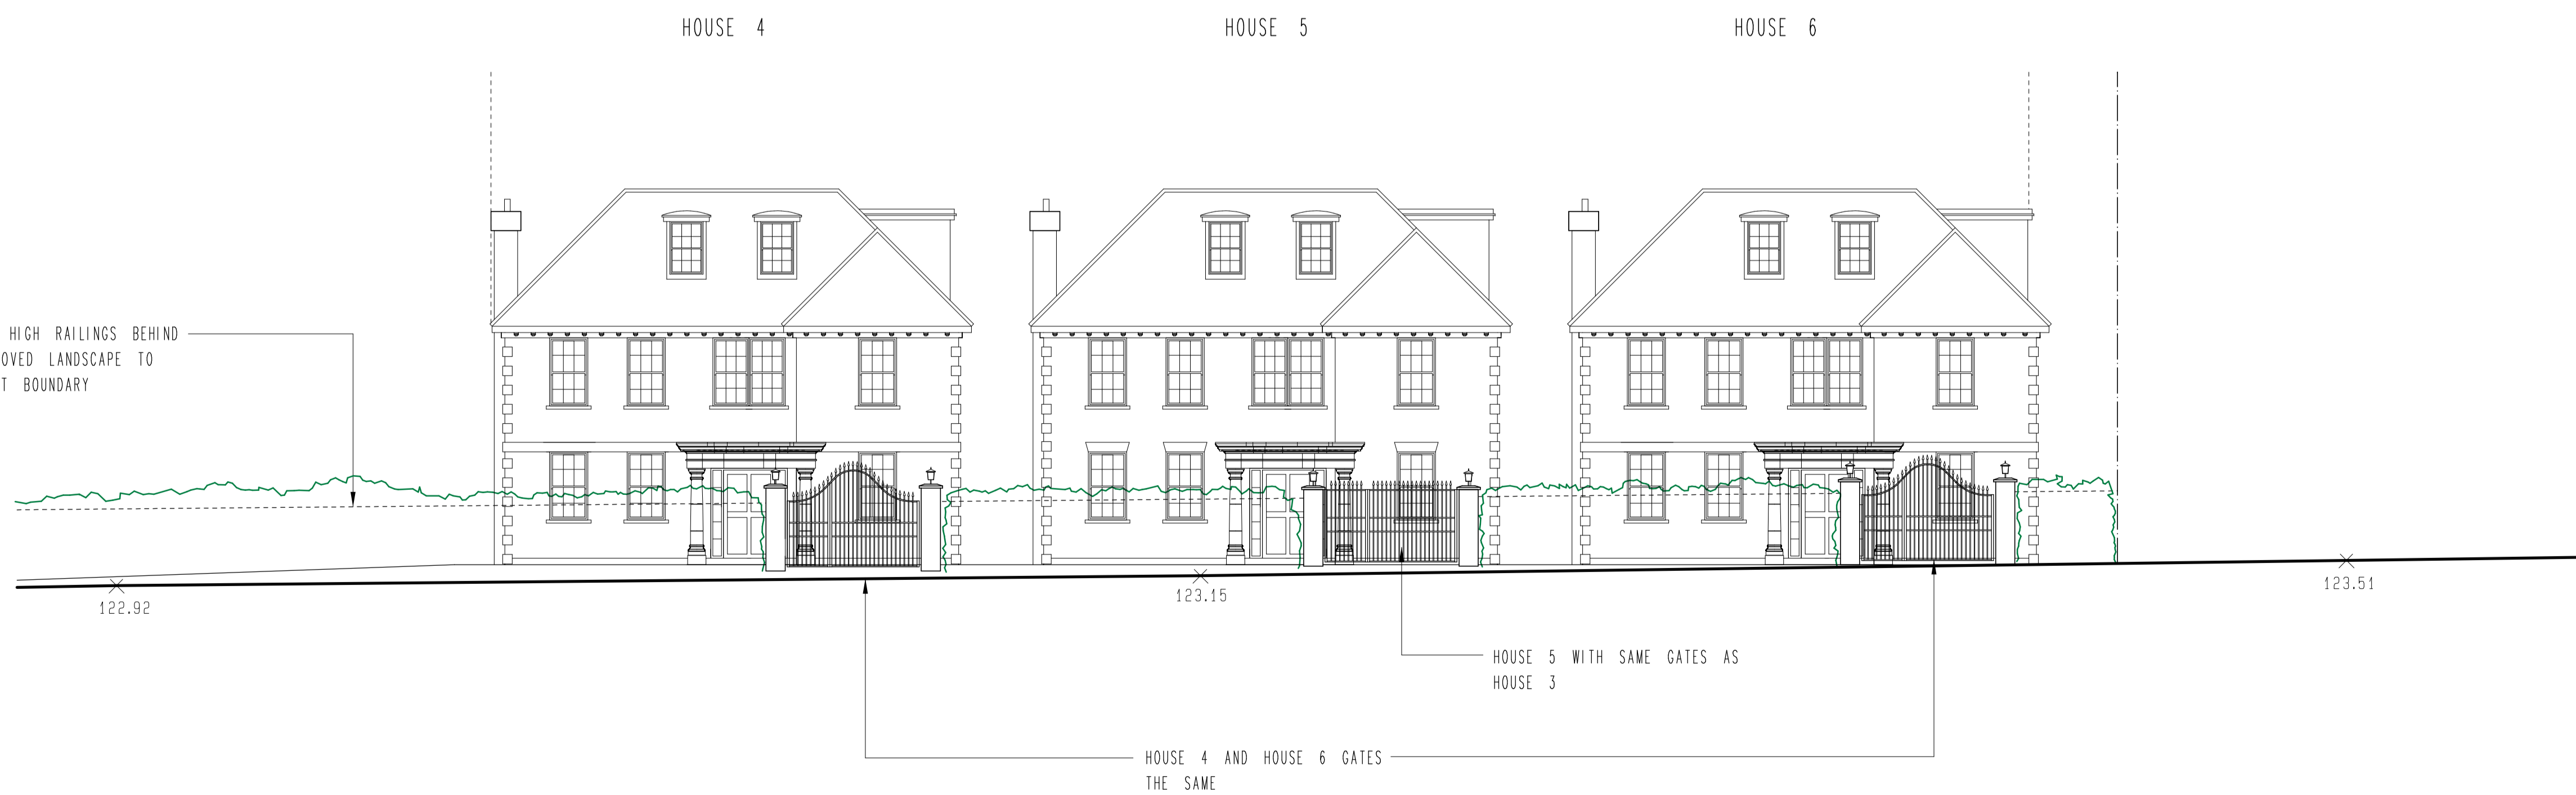 HOUSE 4
HOUSE 5
HOUSE 6
HIGH RAILINGS BEHIND
OVED LANDSCAPE TO
T BOUNDARY
122.92
123.15
123.51
HOUSE 5 WITH SAME GATES AS
HOUSE 3
HOUSE 4 AND HOUSE 6 GATES
THE SAME